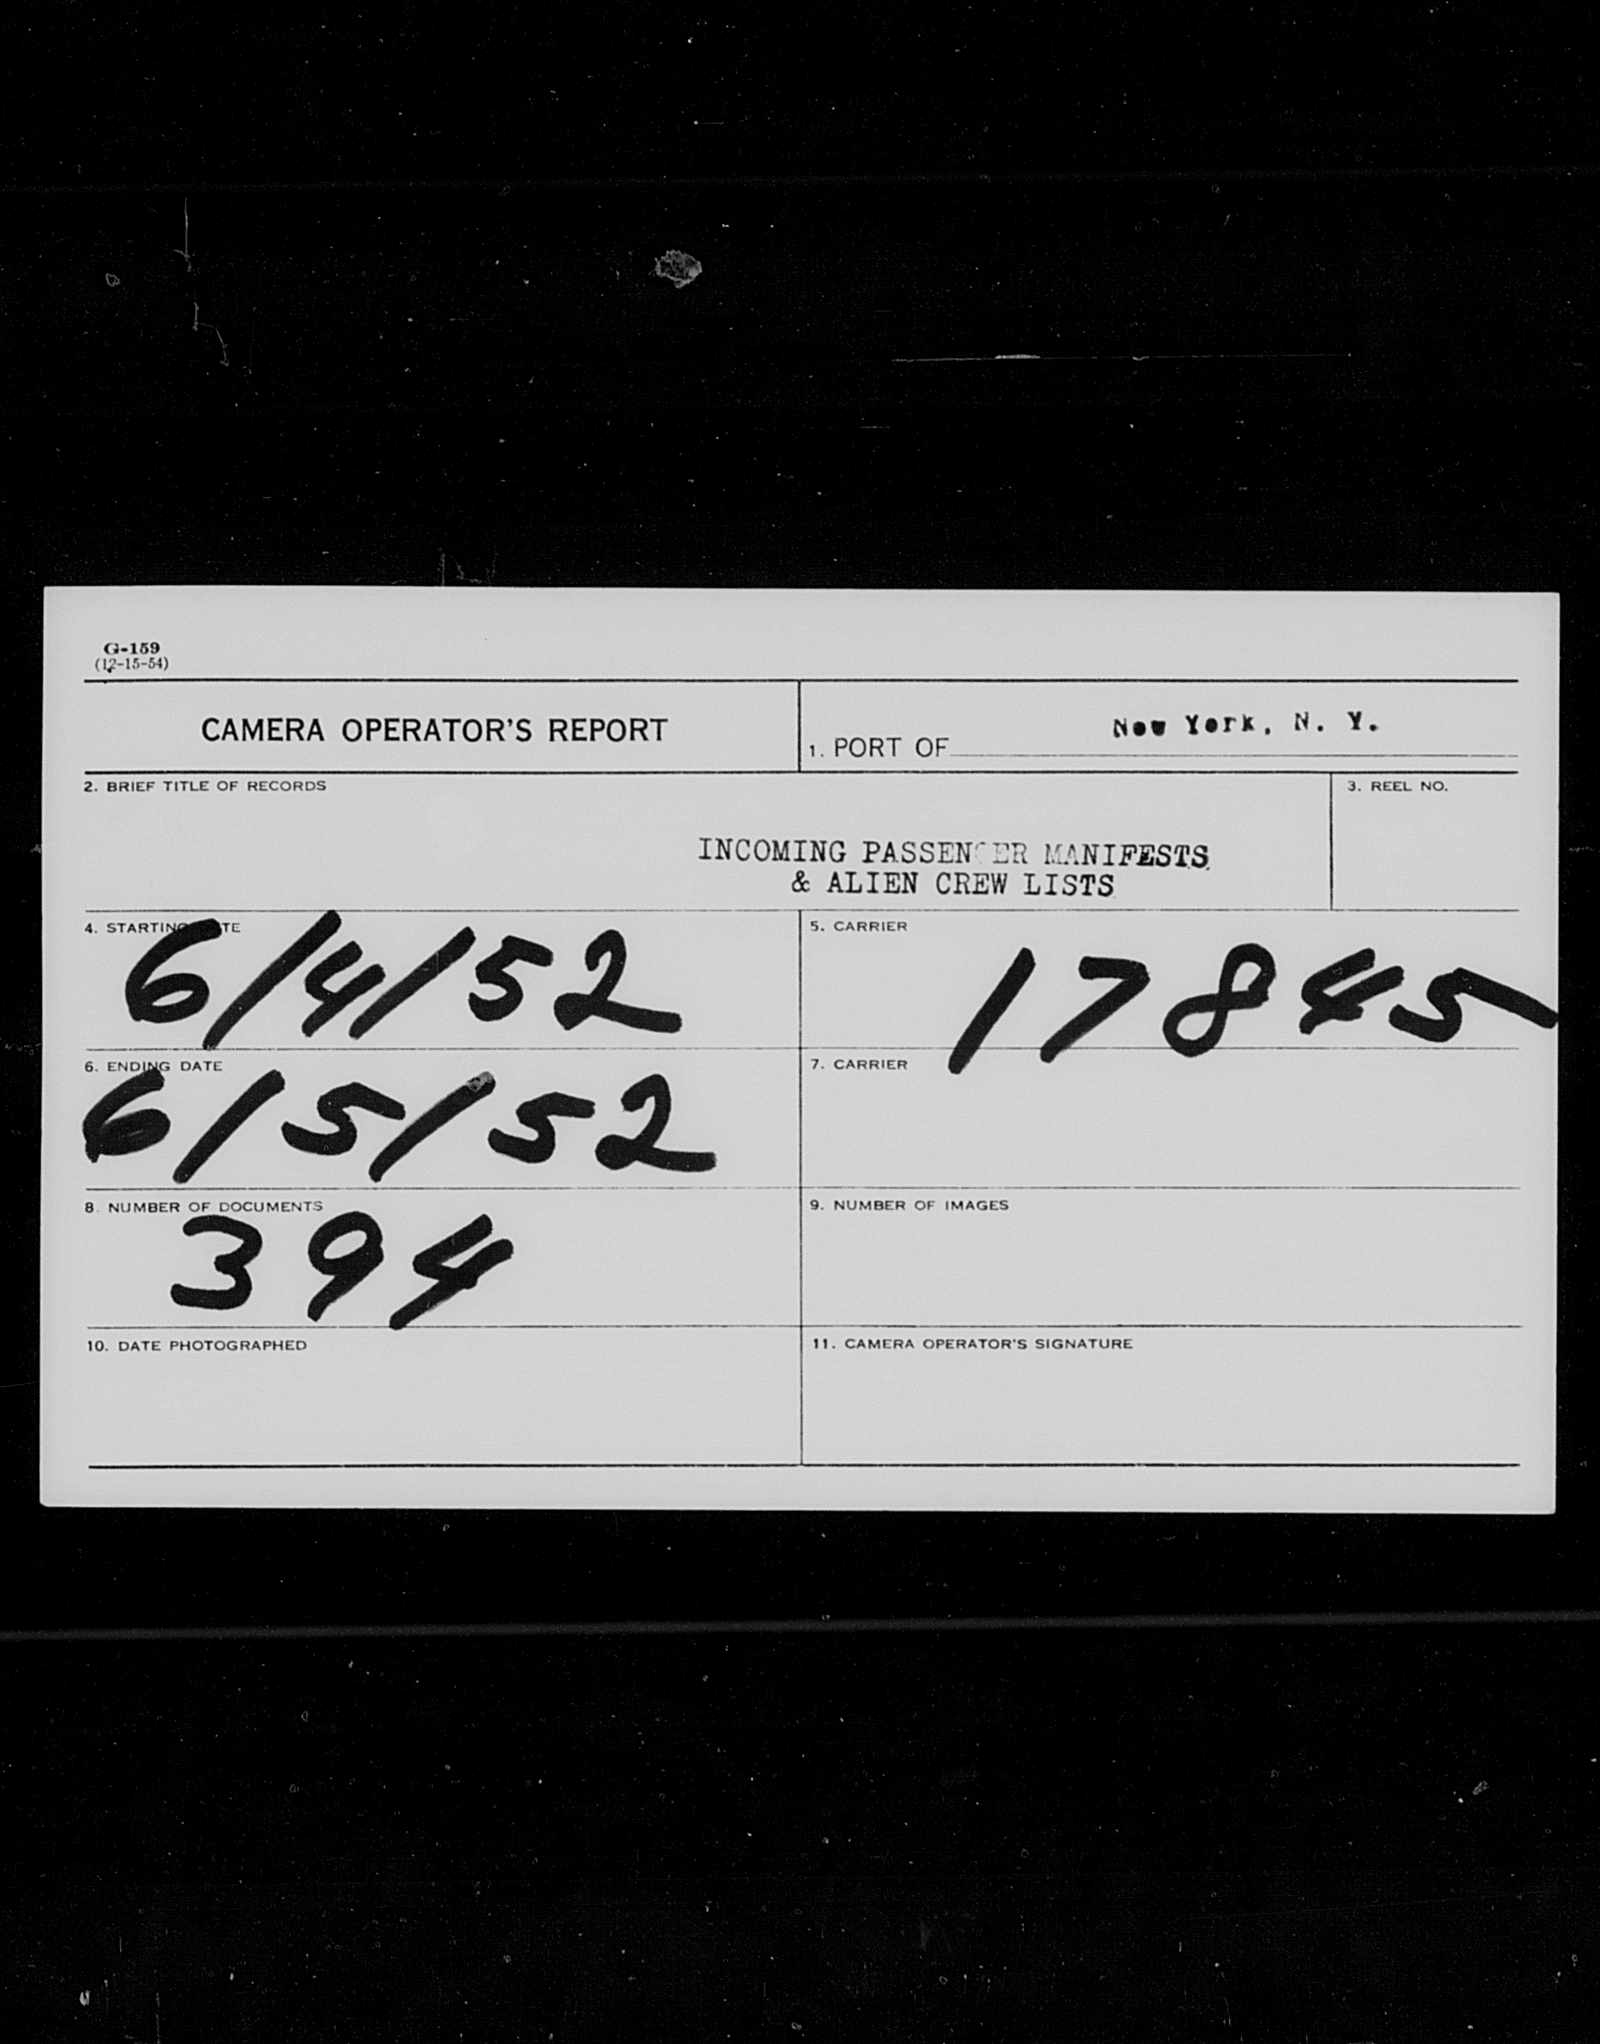 G-159
(12-15-54)
CAMERA OPERATOR'S REPORT
1. PORT OF New York, N. Y.
2. BRIEF TITLE OF RECORDS
3. REEL NO.
INCOMING PASSENGER MANIFESTS
& ALIEN CREW LISTS
4. STARTING DATE
6/4/52
5. CARRIER
17845
6. ENDING DATE
6/5/52
7. CARRIER
8. NUMBER OF DOCUMENTS
394
9. NUMBER OF IMAGES
10. DATE PHOTOGRAPHED
11. CAMERA OPERATOR'S SIGNATURE